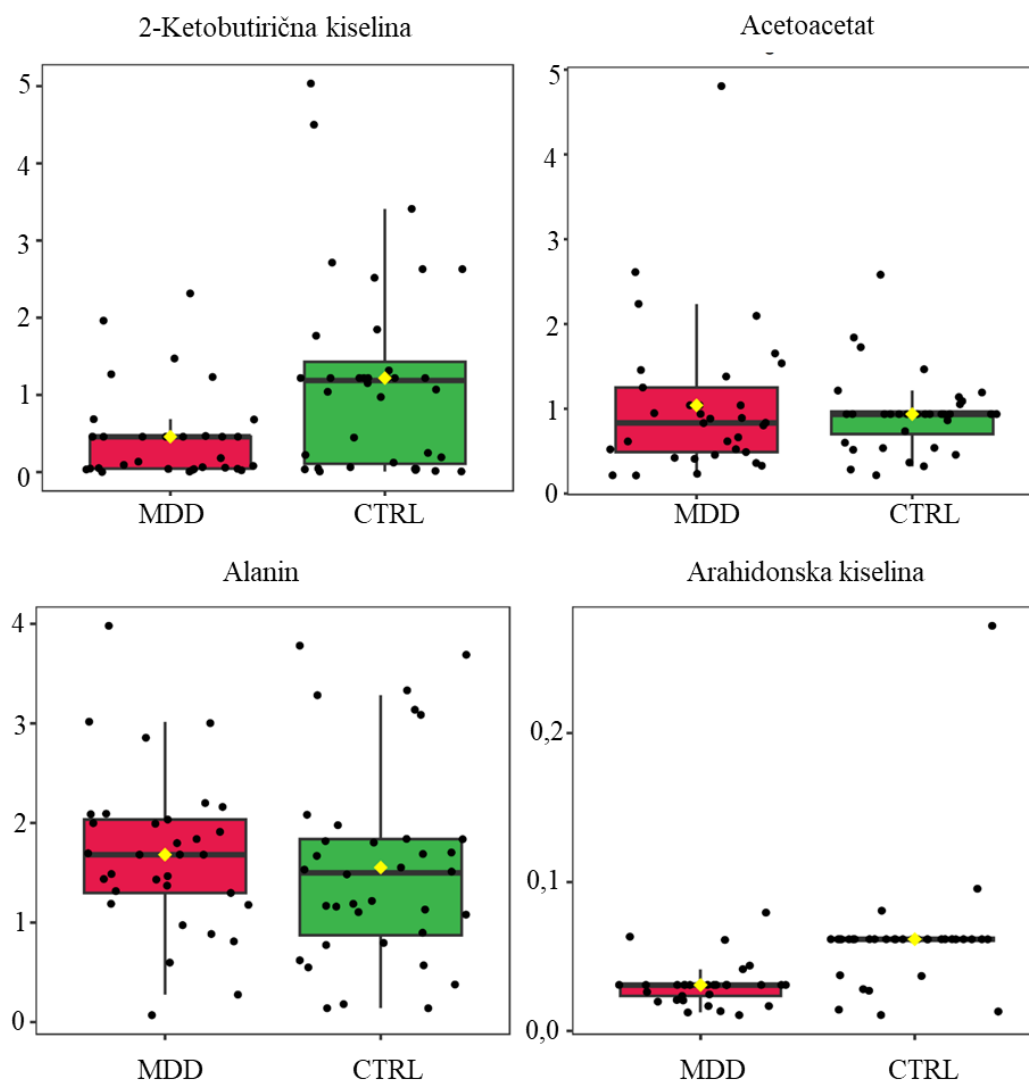 2-Ketobutirična kiselina
5
4
3
2
1
0
MDD CTRL
Acetoacetat
5
4
3
2
1
0
MDD CTRL
Alanin
4
3
2
1
0
MDD CTRL
Arahidonska kiselina
0,2
0,1
0,0
MDD CTRL